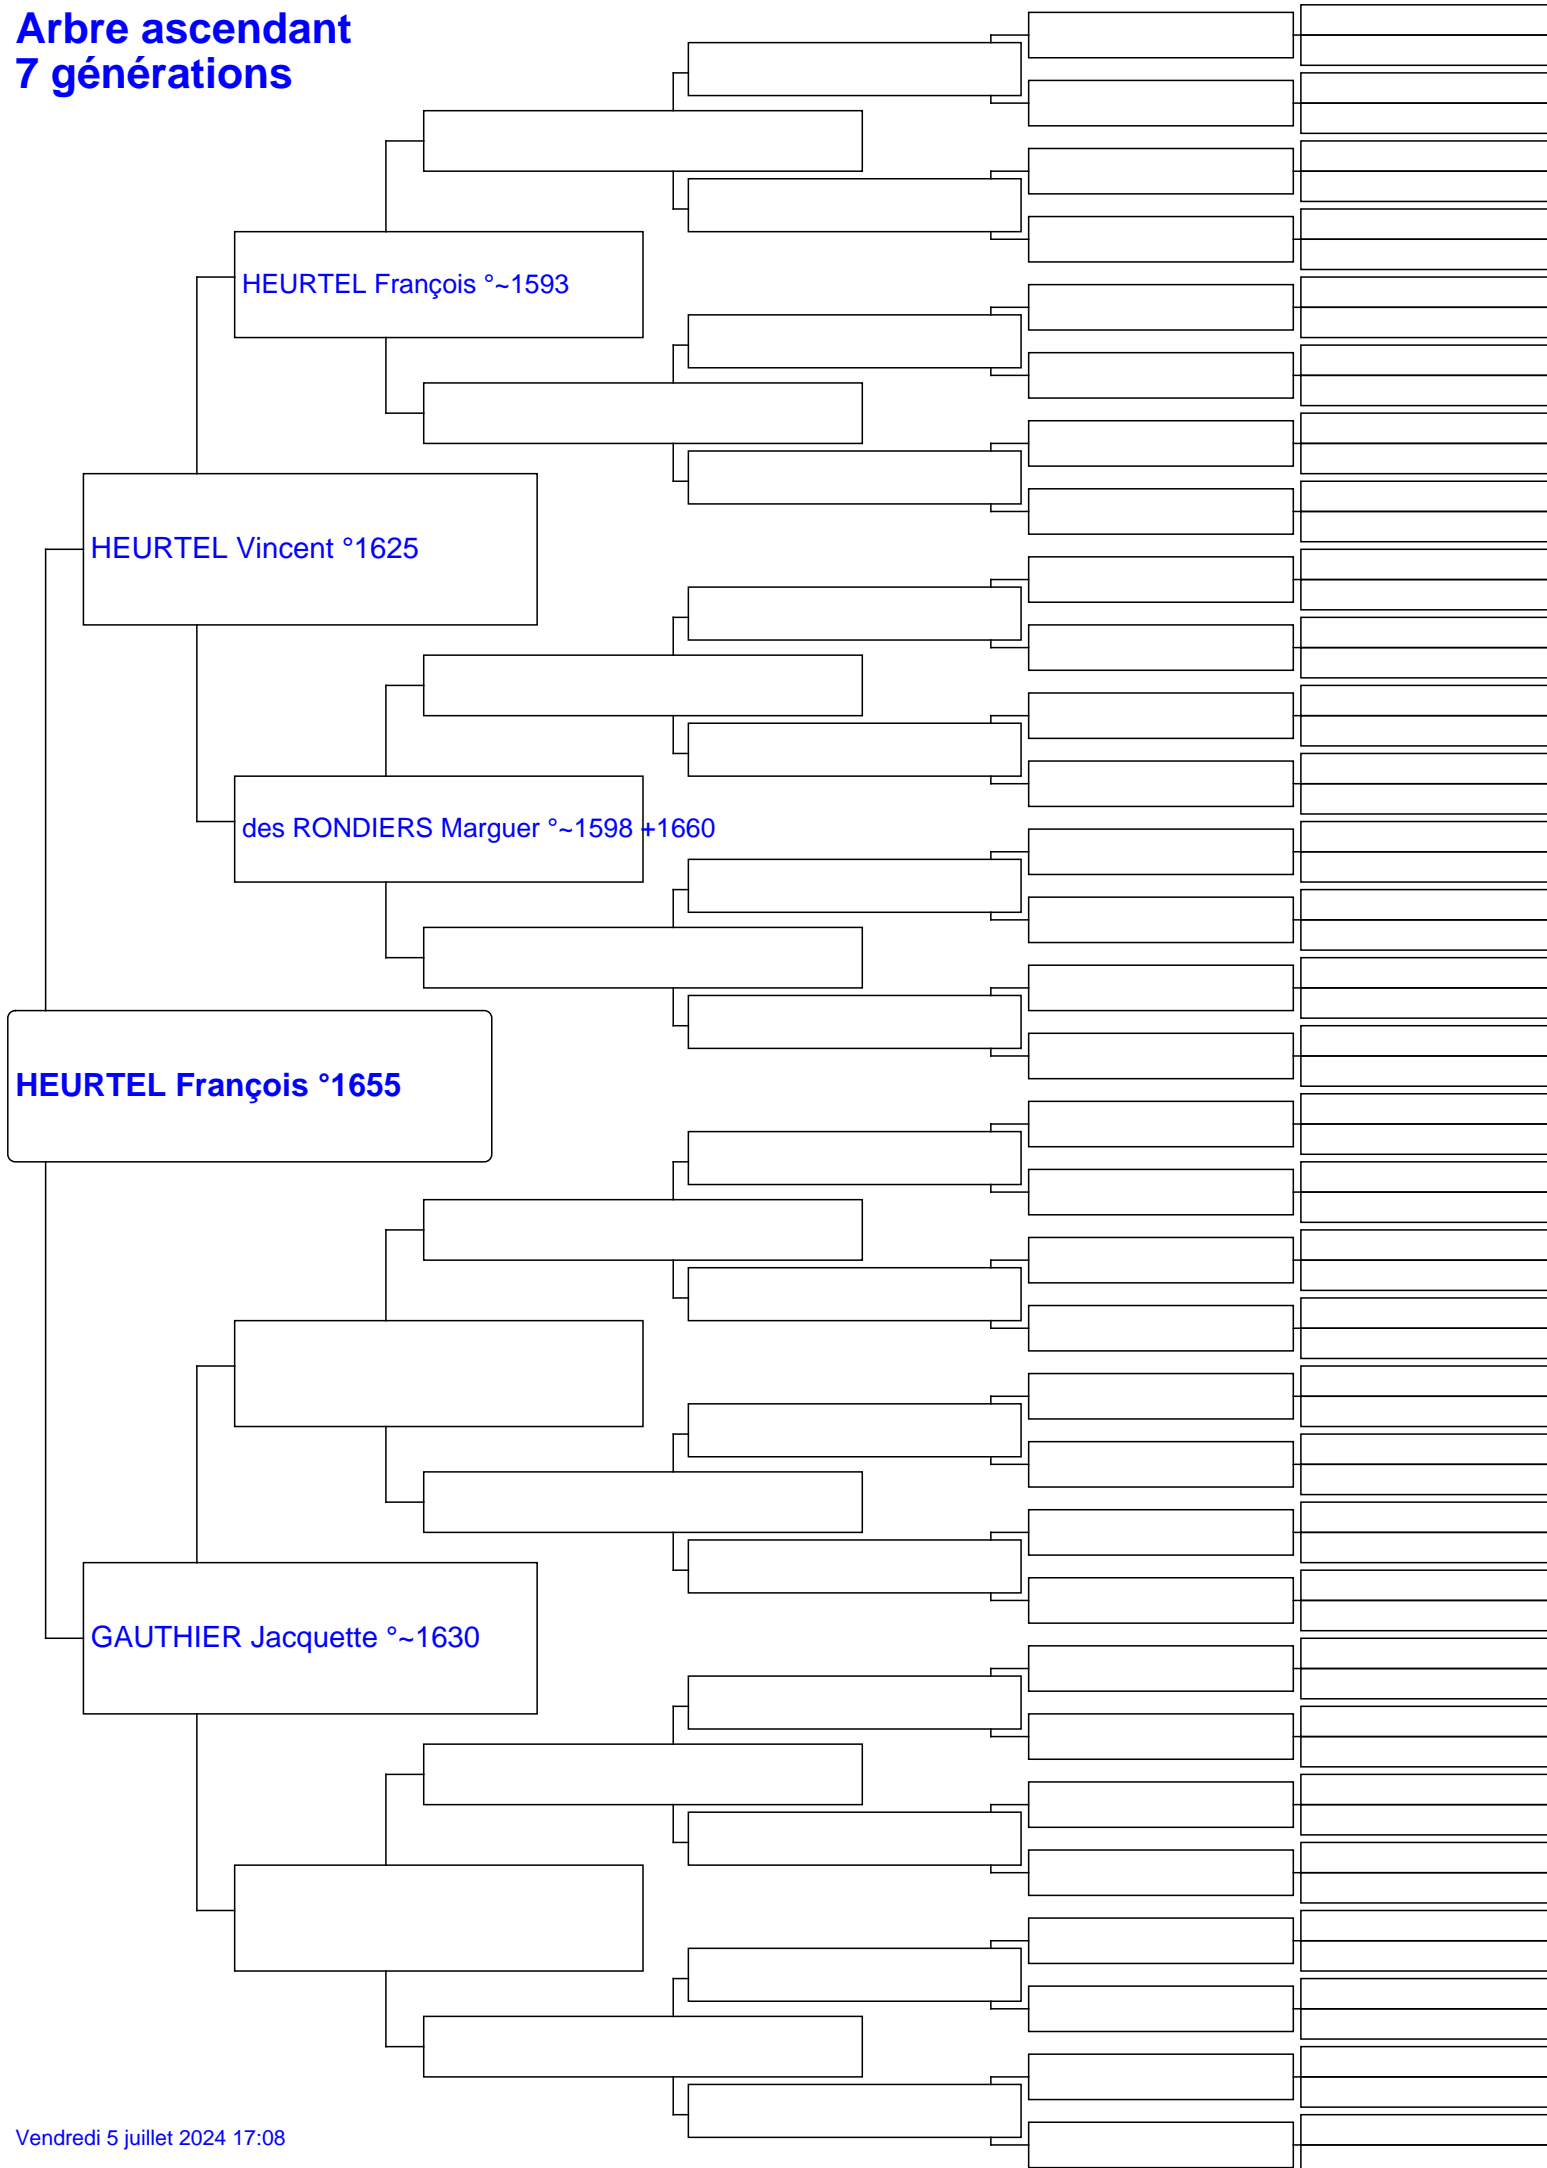 Arbre ascendant
7 générations
HEURTEL François °~1593
HEURTEL Vincent °1625
des RONDIERS Marguer °~1598 +1660
HEURTEL François °1655
GAUTHIER Jacquette °~1630
Vendredi 5 juillet 2024 17:08